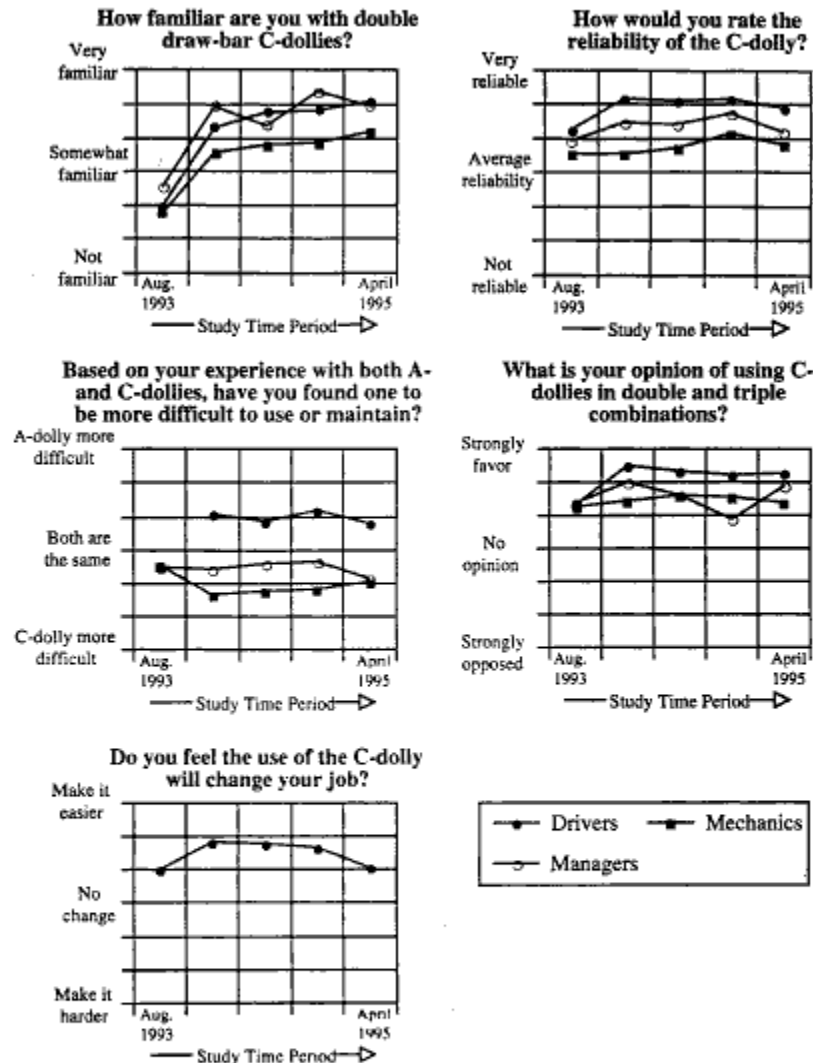 How familiar are you with double
draw-bar C-dollies?
Very
familiar
Somewhat
familiar
Not
familiar
Aug.
1993
April
1995
Study Time Period
How would you rate the
reliability of the C-dolly?
Very
reliable
Average
reliability
Not
reliable
Aug.
1993
April
1995
Study Time Period
Based on your experience with both A-
and C-dollies, have you found one to
be more difficult to use or maintain?
A-dolly more
difficult
Both are
the same
C-dolly more
difficult
Aug.
1993
April
1995
Study Time Period
What is your opinion of using C-
dollies in double and triple
combinations?
Strongly
favor
No
opinion
Strongly
opposed
Aug.
1993
April
1995
Study Time Period
Do you feel the use of the C-dolly
will change your job?
Make it
easier
No
change
Make it
harder
Aug.
1993
April
1995
Study Time Period
Drivers
Mechanics
Managers